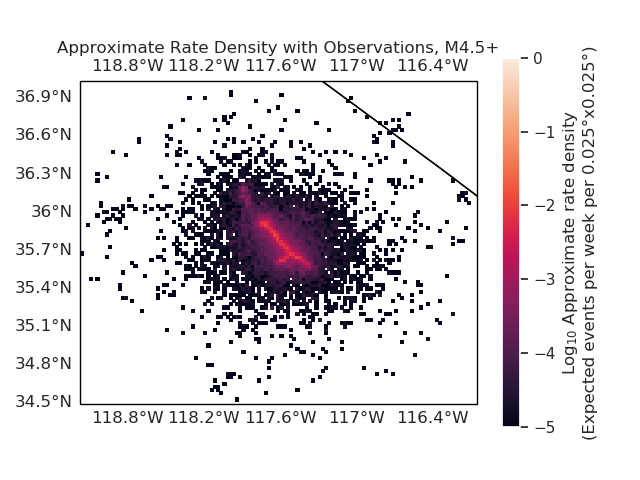 Approximate Rate Density with Observations, M4.5+
118.8°W 118.2°W 117.6°W 117°W 116.4°W
36.9°N
36.6°N
36.3°N
36°N
35.7°N
35.4°N
35.1°N
34.8°N
34.5°N
118.8°W 118.2°W 117.6°W 117°W 116.4°W
0
−1
−2
−3
−4
−5
Log₁₀ Approximate rate density
(Expected events per week per 0.025°x0.025°)